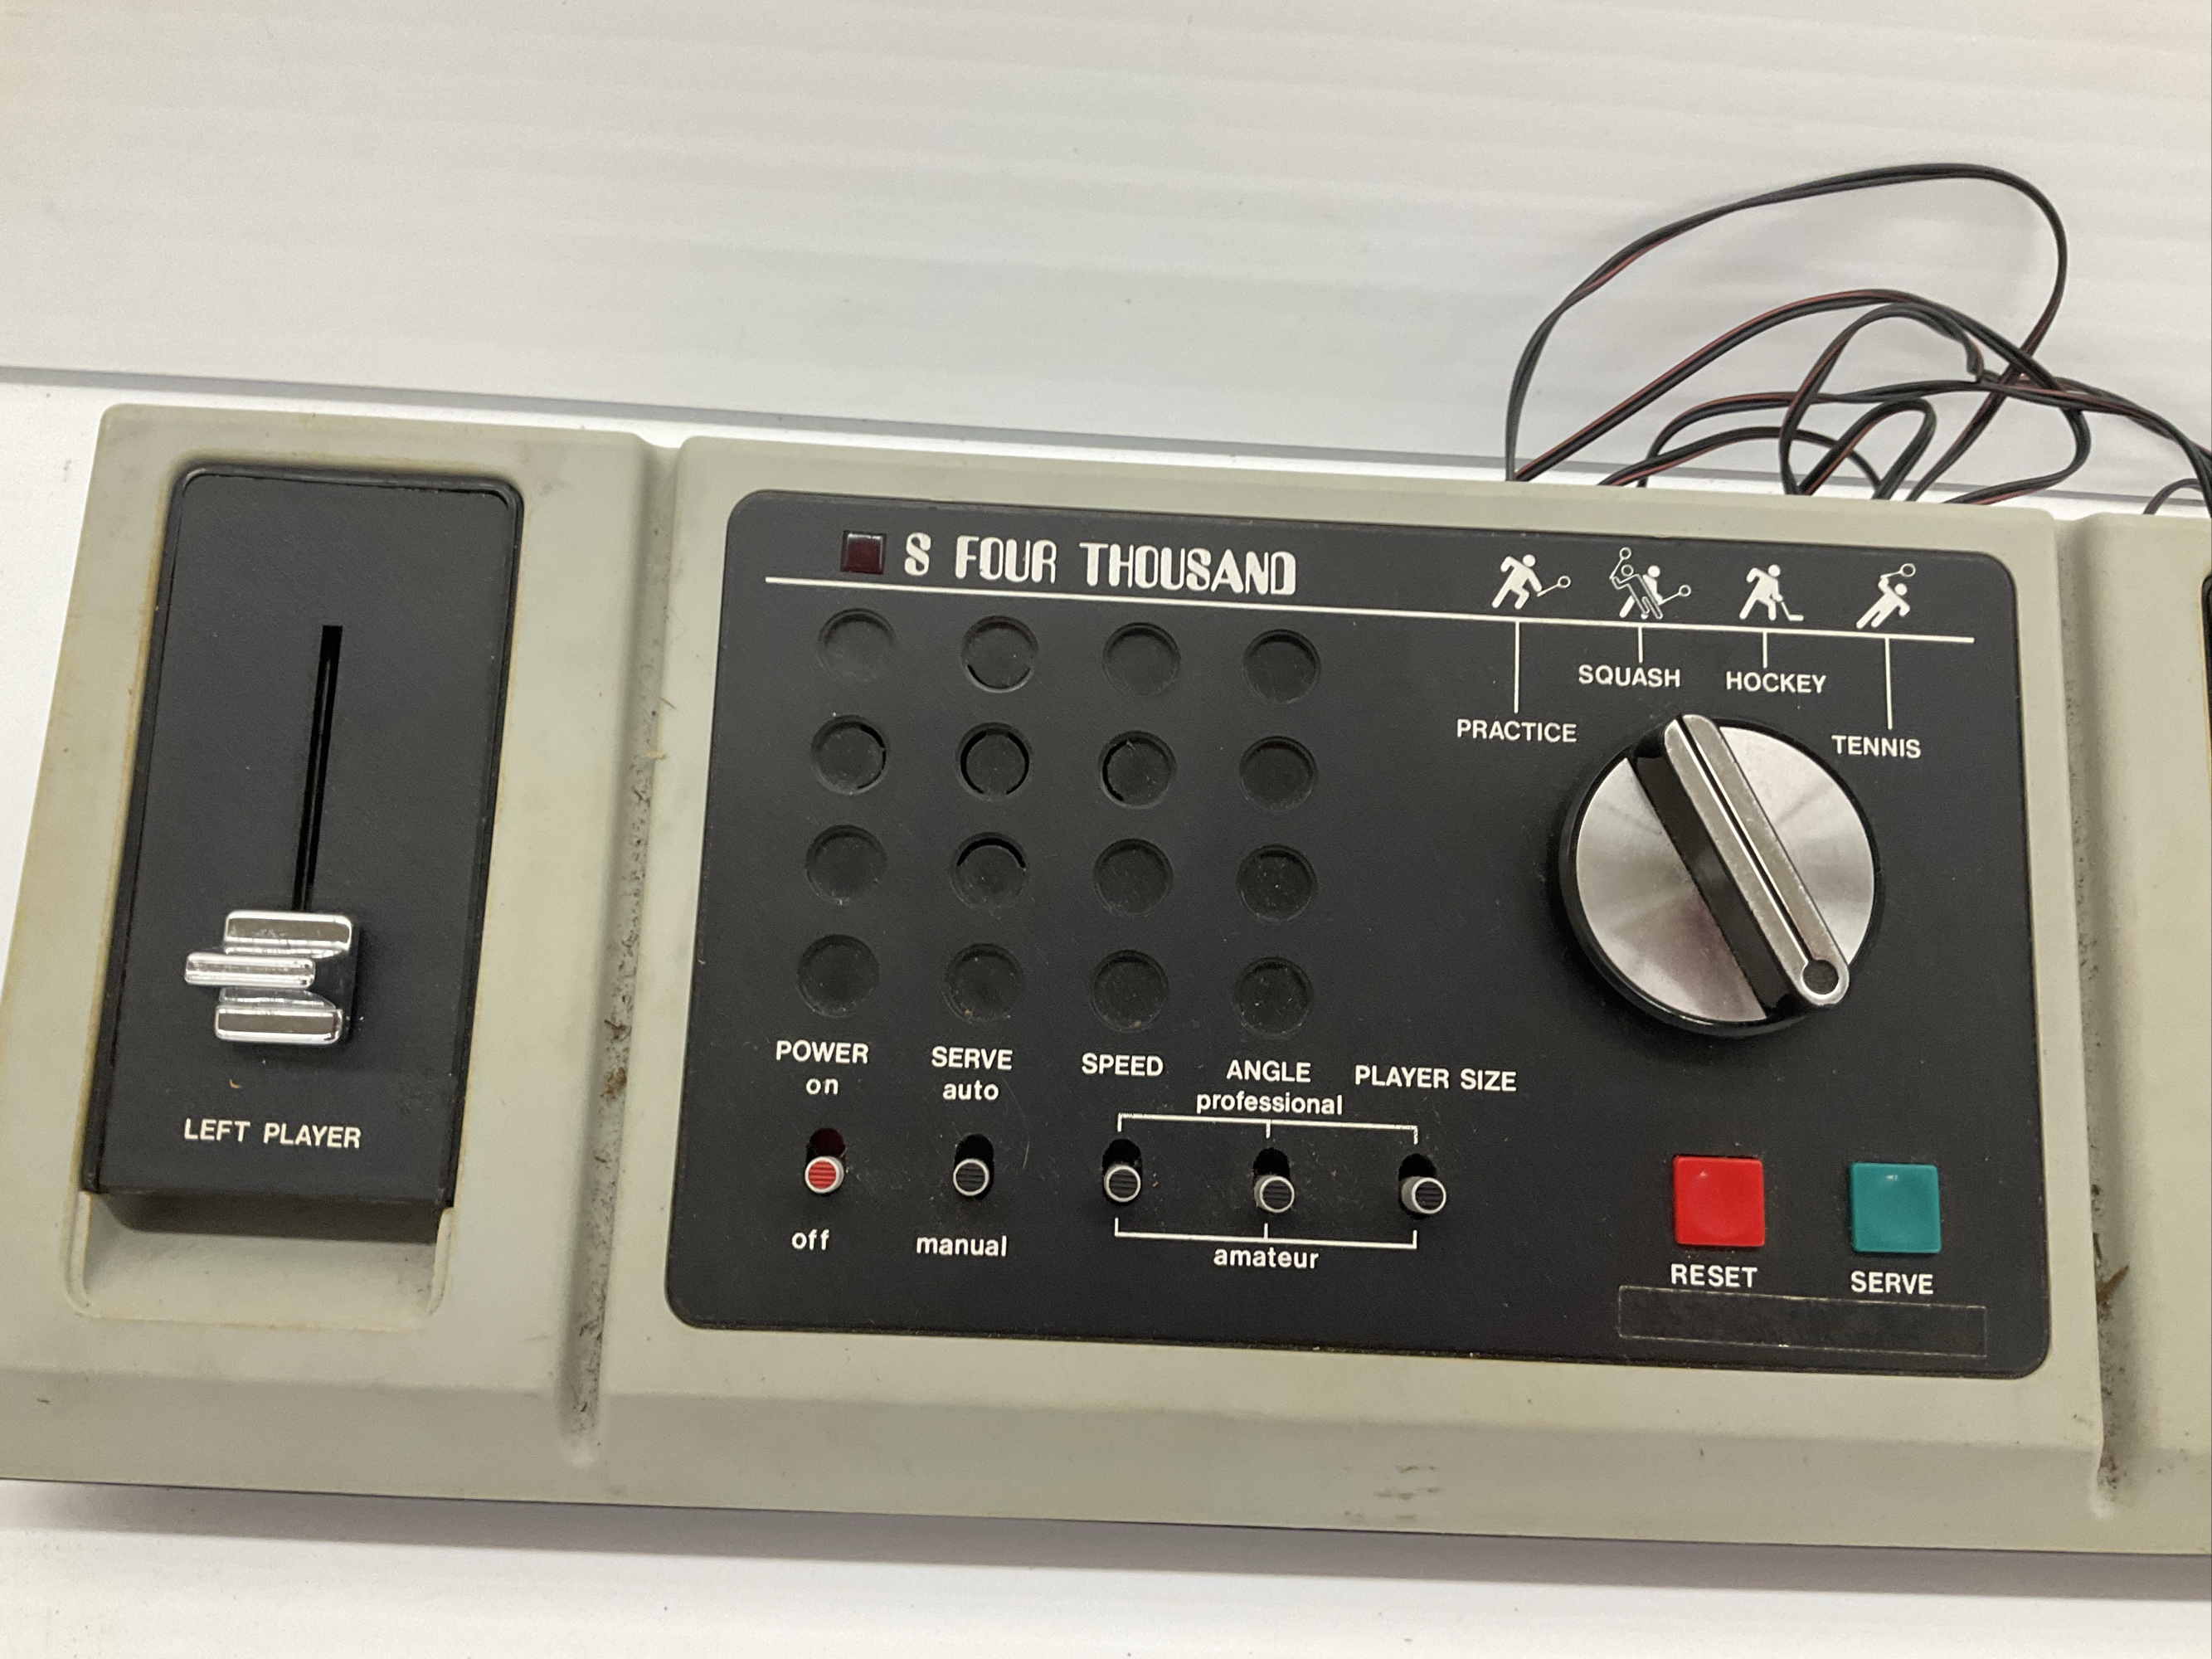 S FOUR THOUSAND
SQUASH HOCKEY
PRACTICE TENNIS
POWER SERVE SPEED ANGLE PLAYER SIZE
on auto professional
LEFT PLAYER
off manual amateur
RESET SERVE